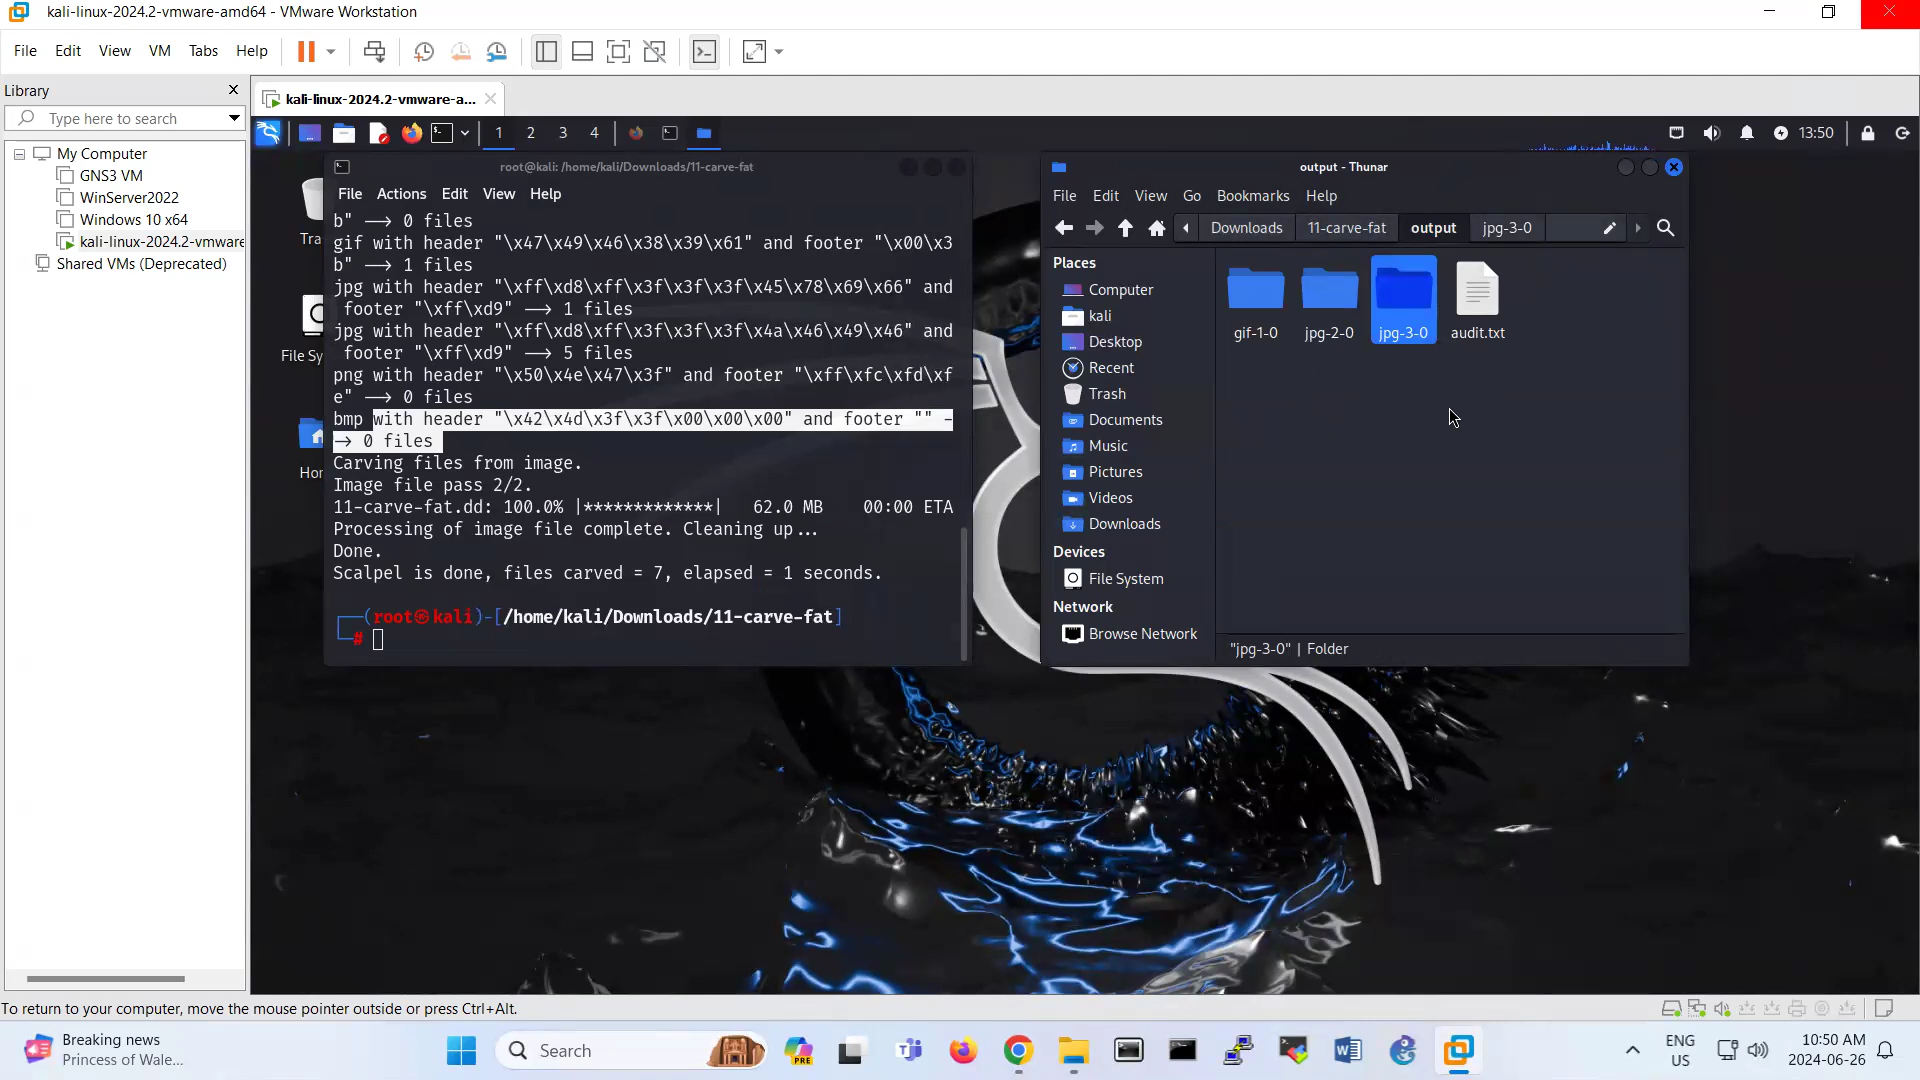 kali-linux-2024.2-vmware-amd64 - VMware Workstation
File Edit View VM Tabs Help
Library
Type here to search
My Computer
GNS3 VM
WinServer2022
Windows 10 x64
kali-linux-2024.2-vmware
Shared VMs (Deprecated)
kali-linux-2024.2-vmware-a...
1 2 3 4
13:50
Tra
File Sy
Ho
root@kali: /home/kali/Downloads/11-carve-fat
File Actions Edit View Help
b" —> 0 files
gif with header "\x47\x49\x46\x38\x39\x61" and footer "\x00\x3
b" —> 1 files
jpg with header "\xff\xd8\xff\x3f\x3f\x3f\x45\x78\x69\x66" and
footer "\xff\xd9" —> 1 files
jpg with header "\xff\xd8\xff\x3f\x3f\x3f\x4a\x46\x49\x46" and
footer "\xff\xd9" —> 5 files
png with header "\x50\x4e\x47\x3f" and footer "\xff\xfc\xfd\xf
e" —> 0 files
bmp with header "\x42\x4d\x3f\x3f\x00\x00\x00" and footer "" -
-> 0 files
Carving files from image.
Image file pass 2/2.
11-carve-fat.dd: 100.0% |*************| 62.0 MB 00:00 ETA
Processing of image file complete. Cleaning up...
Done.
Scalpel is done, files carved = 7, elapsed = 1 seconds.
(root㉿kali)-[/home/kali/Downloads/11-carve-fat]
#
output - Thunar
File Edit View Go Bookmarks Help
Downloads 11-carve-fat output jpg-3-0
Places
Computer
kali
Desktop
Recent
Trash
Documents
Music
Pictures
Videos
Downloads
Devices
File System
Network
Browse Network
gif-1-0 jpg-2-0 jpg-3-0 audit.txt
"jpg-3-0" | Folder
To return to your computer, move the mouse pointer outside or press Ctrl+Alt.
Breaking news
Princess of Wale...
Search
PRE
ENG
US
10:50 AM
2024-06-26